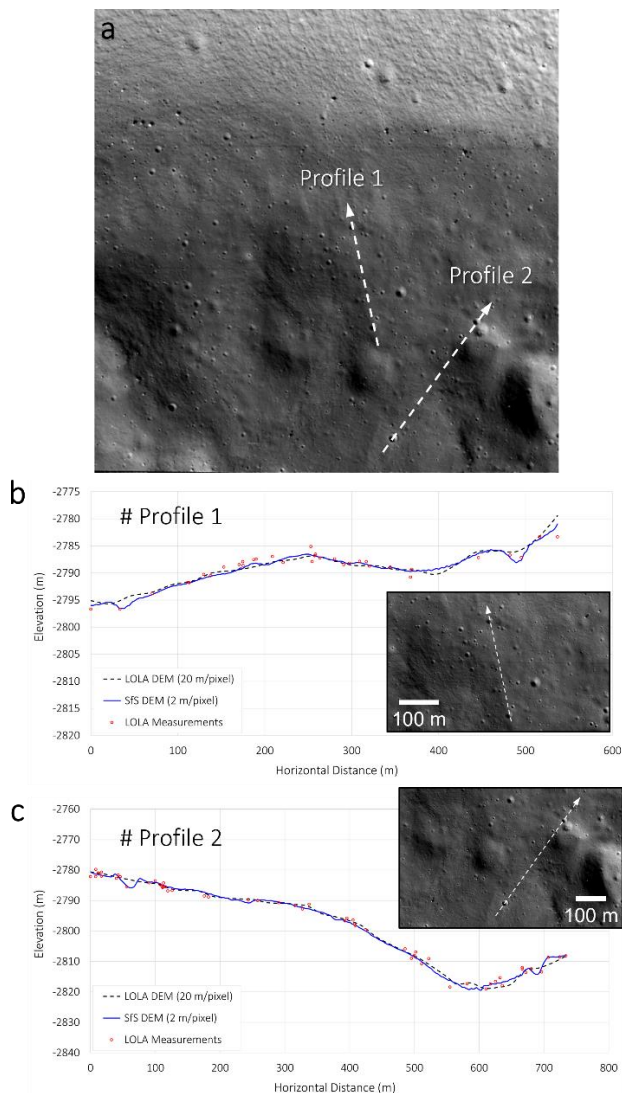 a
Profile 1
Profile 2
b
# Profile 1
-2775
-2780
-2785
-2790
-2795
-2800
-2805
-2810
-2815
-2820
Elevation (m)
LOLA DEM (20 m/pixel)
SfS DEM (2 m/pixel)
LOLA Measurements
100 m
0 100 200 300 400 500 600
Horizontal Distance (m)
c
# Profile 2
-2760
-2770
-2780
-2790
-2800
-2810
-2820
-2830
-2840
Elevation (m)
100 m
LOLA DEM (20 m/pixel)
SfS DEM (2 m/pixel)
LOLA Measurements
0 100 200 300 400 500 600 700 800
Horizontal Distance (m)